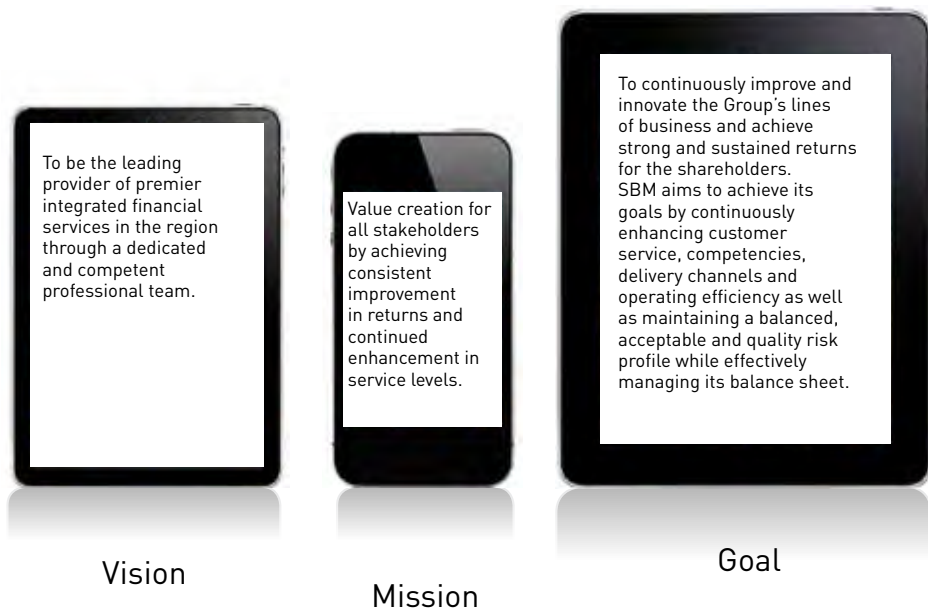 To be the leading
provider of premier
integrated financial
services in the region
through a dedicated
and competent
professional team.
Vision
Value creation for
all stakeholders
by achieving
consistent
improvement
in returns and
continued
enhancement in
service levels.
Mission
To continuously improve and
innovate the Group's lines
of business and achieve
strong and sustained returns
for the shareholders.
SBM aims to achieve its
goals by continuously
enhancing customer
service, competencies,
delivery channels and
operating efficiency as well
as maintaining a balanced,
acceptable and quality risk
profile while effectively
managing its balance sheet.
Goal